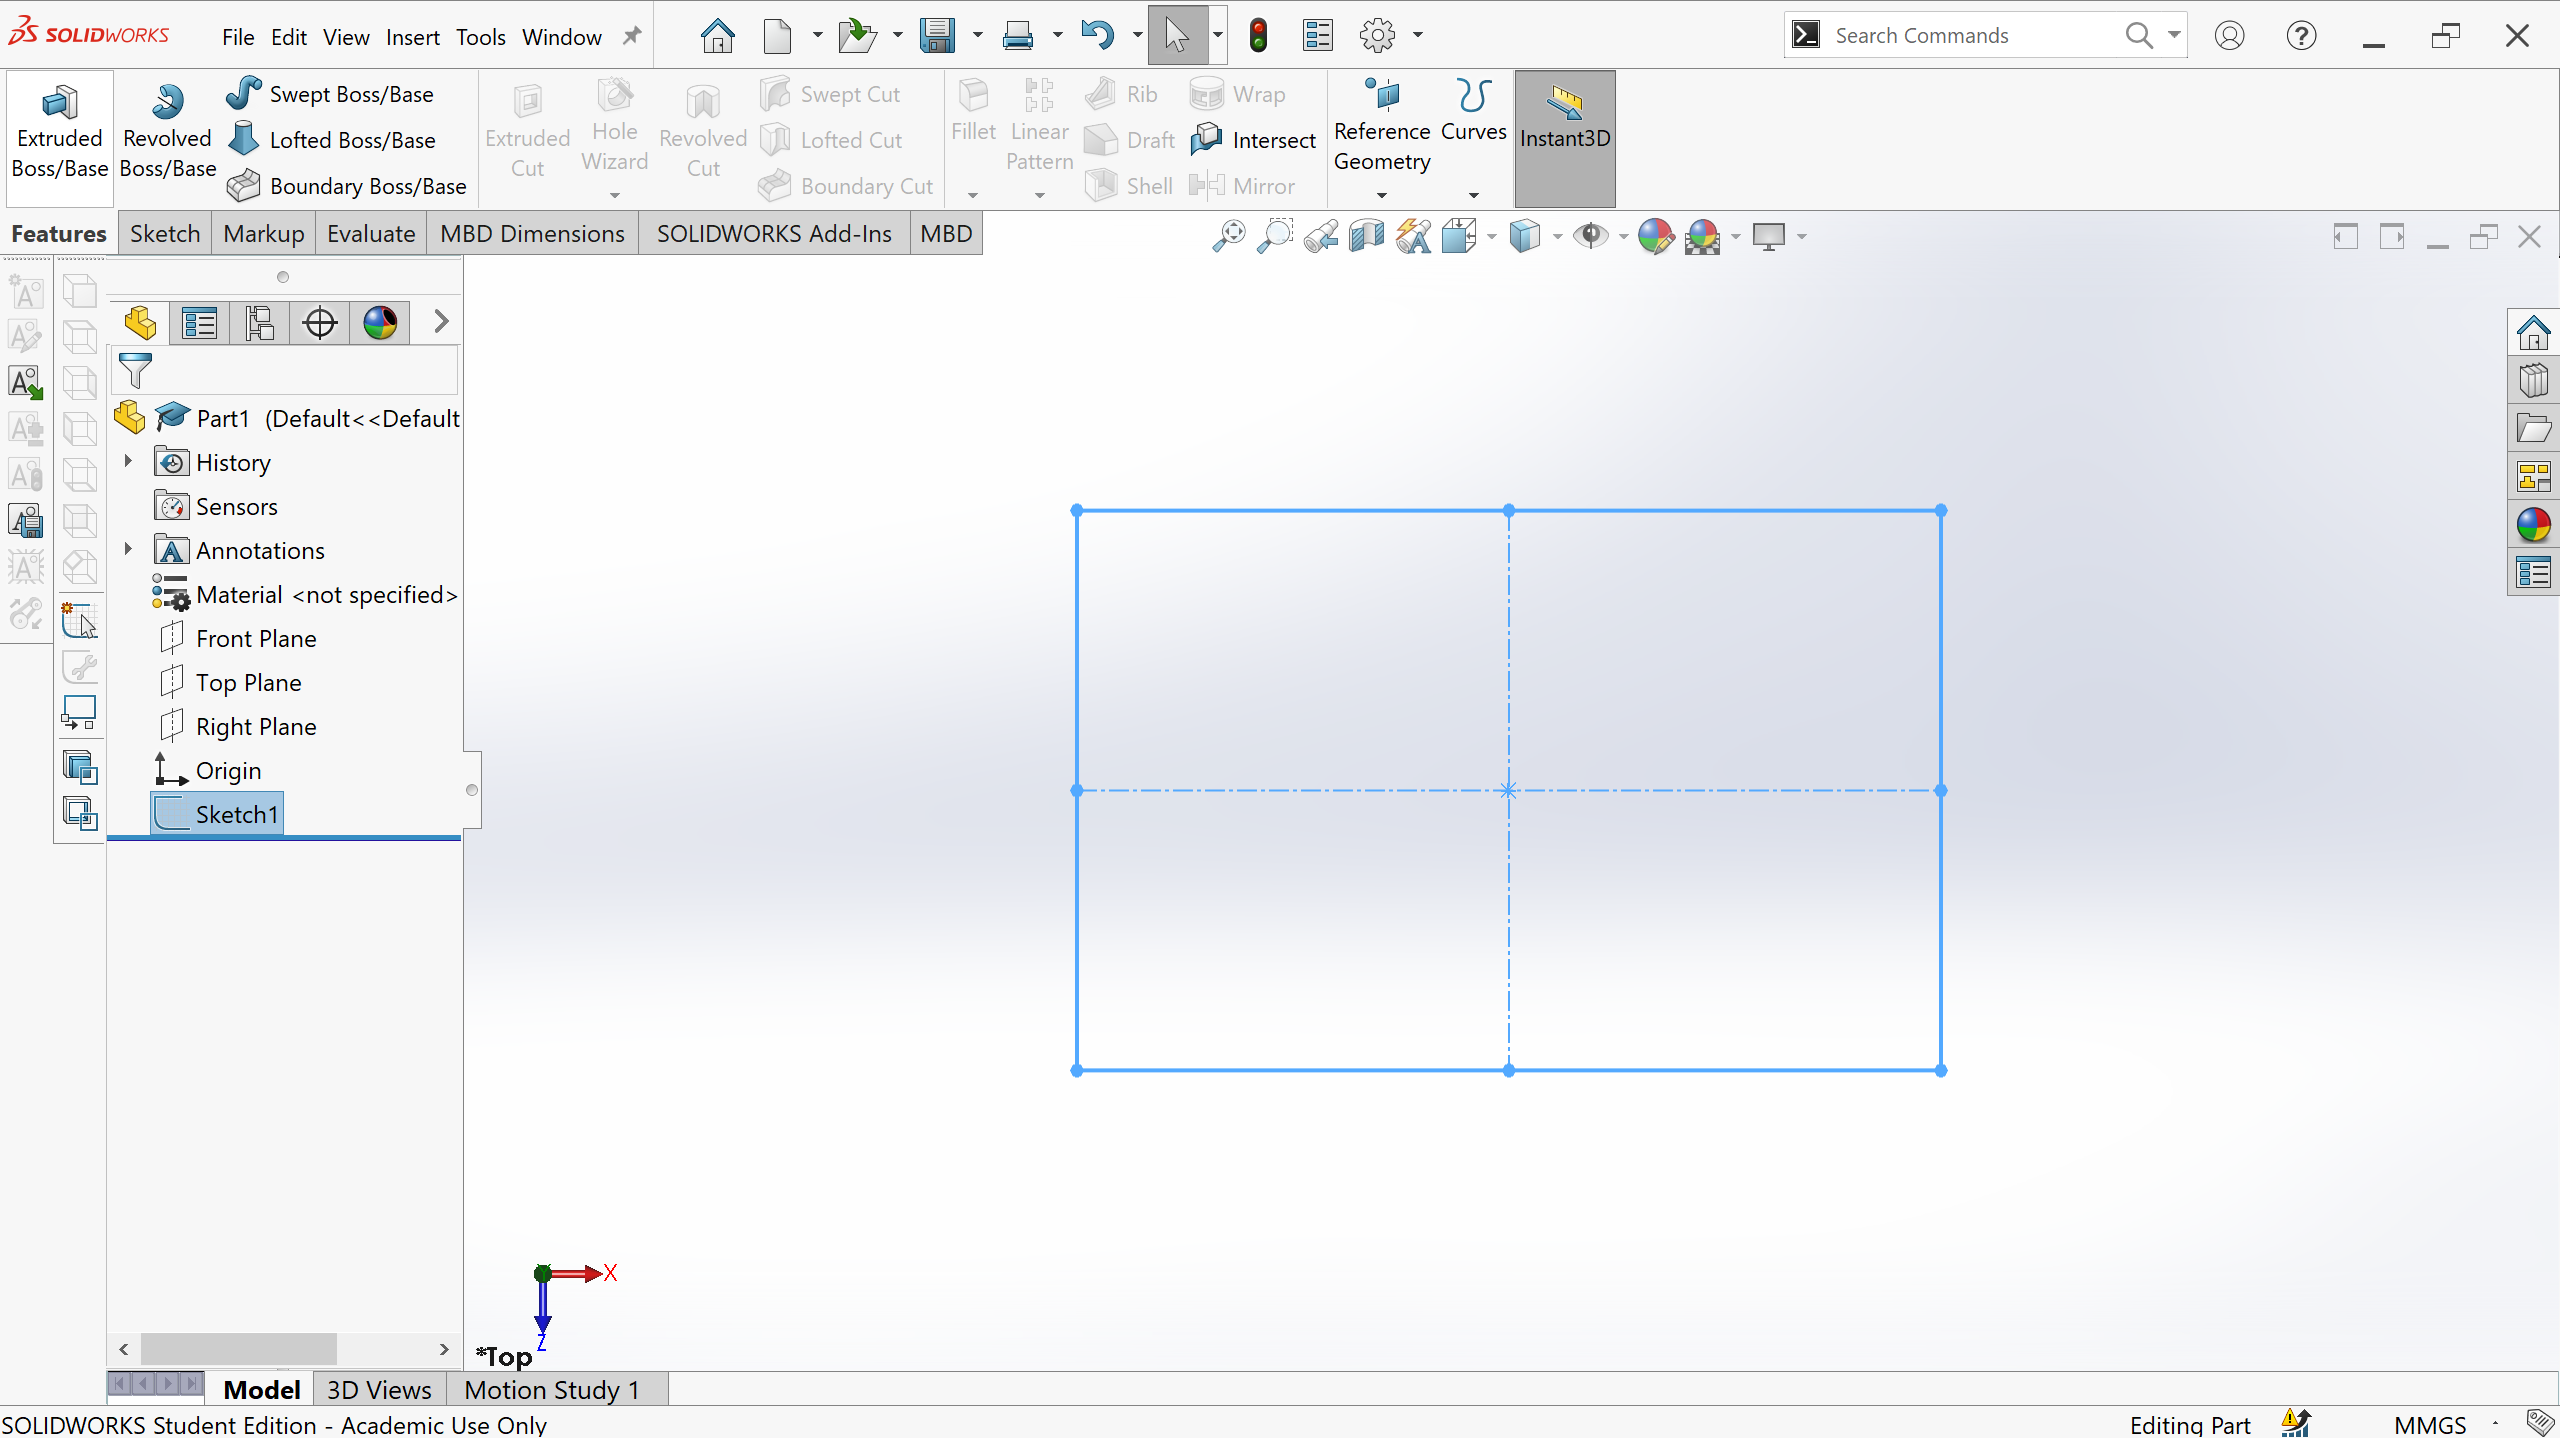 SOLIDWORKS File Edit View Insert Tools Window Search Commands
Extruded Boss/Base
Revolved Boss/Base
Swept Boss/Base
Lofted Boss/Base
Boundary Boss/Base
Extruded Cut
Hole Wizard
Revolved Cut
Swept Cut
Lofted Cut
Boundary Cut
Fillet
Linear Pattern
Rib
Draft
Shell
Wrap
Intersect
Mirror
Reference Geometry
Curves
Instant3D
Features Sketch Markup Evaluate MBD Dimensions SOLIDWORKS Add-Ins MBD
Part1 (Default<<Default
History
Sensors
Annotations
Material <not specified>
Front Plane
Top Plane
Right Plane
Origin
Sketch1
X
Y
Z
*Top
Model 3D Views Motion Study 1
SOLIDWORKS Student Edition - Academic Use Only Editing Part MMGS